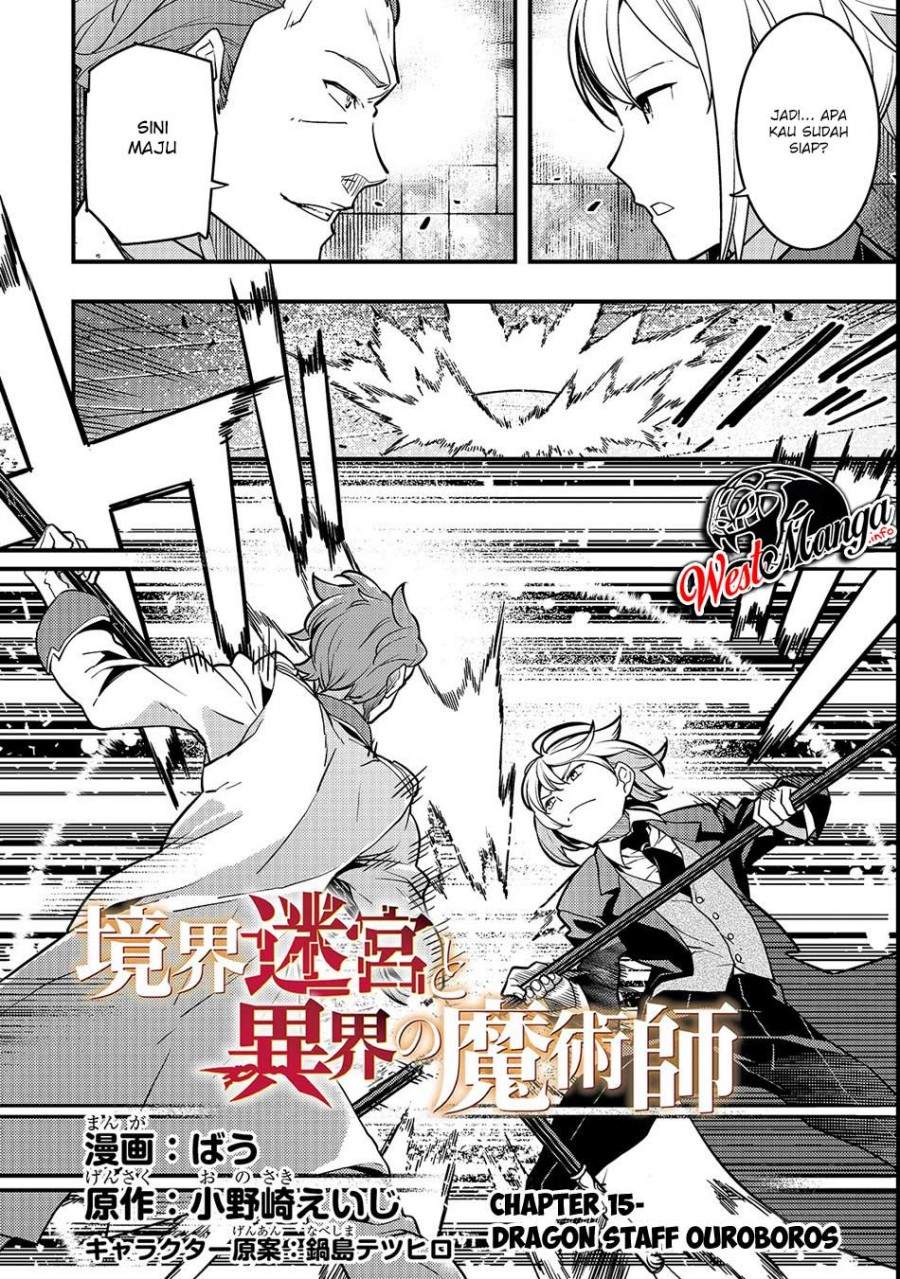 JADI... APA
KAU SUDAH
SIAP?
SINI
MAJU
WestManga
.info
境界迷宮と
異界の魔術師
まんが
漫画：ばう
げんさく おのさき
原作：小野崎えいじ
げんあん なべしま
キャラクター原案：鍋島テツヒロ
CHAPTER 15-
DRAGON STAFF OUROBOROS